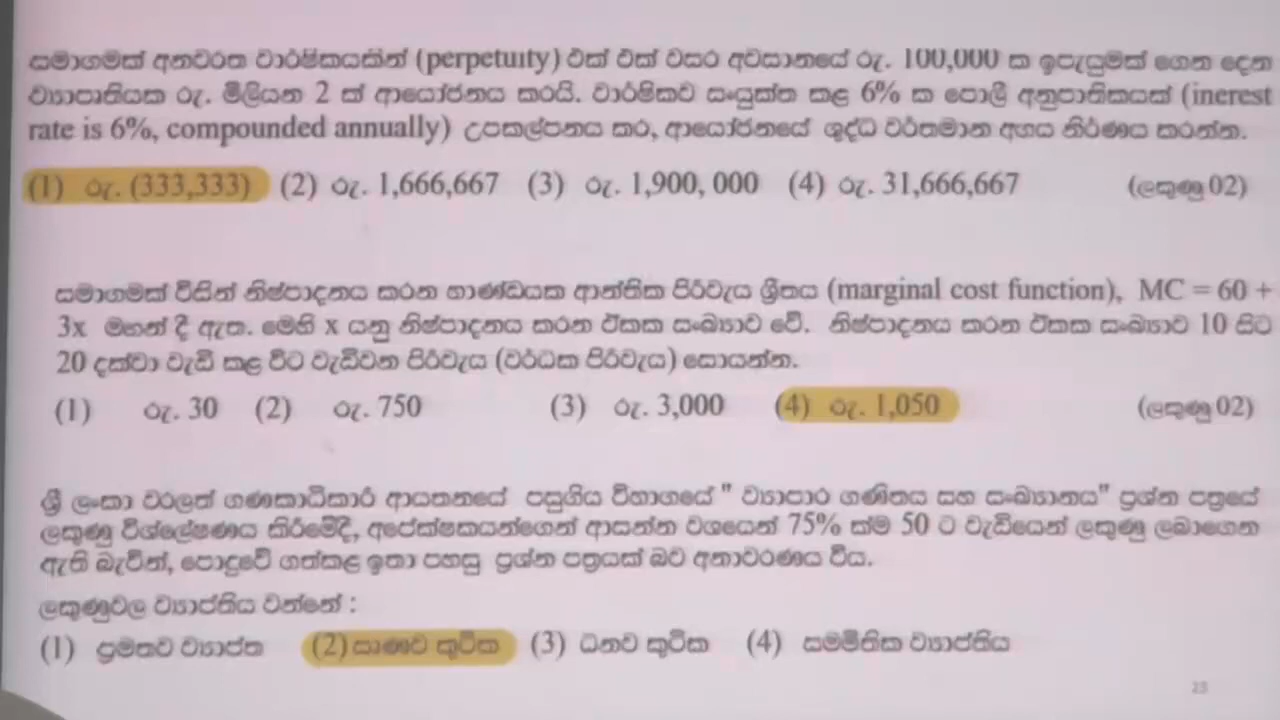 සමාගමක් අනවරත වාර්ෂිකයකින් (perpetuity) එක් එක් වසර අවසානයේ රු. 100,000 ක ඉපැයුමක් ගෙන දෙන
ව්‍යාපෘතියක රු. මිලියන 2 ක් ආයෝජනය කරයි. වාර්ෂිකව සංයුක්ත කළ 6% ක පොලී අනුපාතිකයක් (inerest
rate is 6%, compounded annually) උපකල්පනය කර, ආයෝජනයේ ශුද්ධ වර්තමාන අගය නිර්ණය කරන්න.
(1) රු. (333,333) (2) රු. 1,666,667 (3) රු. 1,900, 000 (4) රු. 31,666,667 (ලකුණු 02)
සමාගමක් විසින් නිෂ්පාදනය කරන භාණ්ඩයක ආන්තික පිරිවැය ශ්‍රිතය (marginal cost function), MC = 60 +
3x මඟින් දී ඇත. මෙහි x යනු නිෂ්පාදනය කරන ඒකක සංඛ්‍යාව වේ. නිෂ්පාදනය කරන ඒකක සංඛ්‍යාව 10 සිට
20 දක්වා වැඩි කළ විට වැඩිවන පිරිවැය (වර්ධක පිරිවැය) සොයන්න.
(1) රු. 30 (2) රු. 750 (3) රු. 3,000 (4) රු. 1,050 (ලකුණු 02)
ශ්‍රී ලංකා වරලත් ගණකාධිකාරී ආයතනයේ පසුගිය විභාගයේ " ව්‍යාපාර ගණිතය සහ සංඛ්‍යානය" ප්‍රශ්න පත්‍රයේ
ලකුණු විශ්ලේෂණය කිරීමේදී, අපේක්ෂකයන්ගෙන් ආසන්න වශයෙන් 75% ක්ම 50 ට වැඩියෙන් ලකුණු ලබාගෙන
ඇති බැවින්, පොදුවේ ගත්කළ ඉතා පහසු ප්‍රශ්න පත්‍රයක් බව අනාවරණය විය.
ලකුණුවල ව්‍යාප්තිය වන්නේ :
(1) ප්‍රමතව ව්‍යාප්ත (2) සෘණව කුටික (3) ධනව කුටික (4) සමමිතික ව්‍යාප්තිය
23